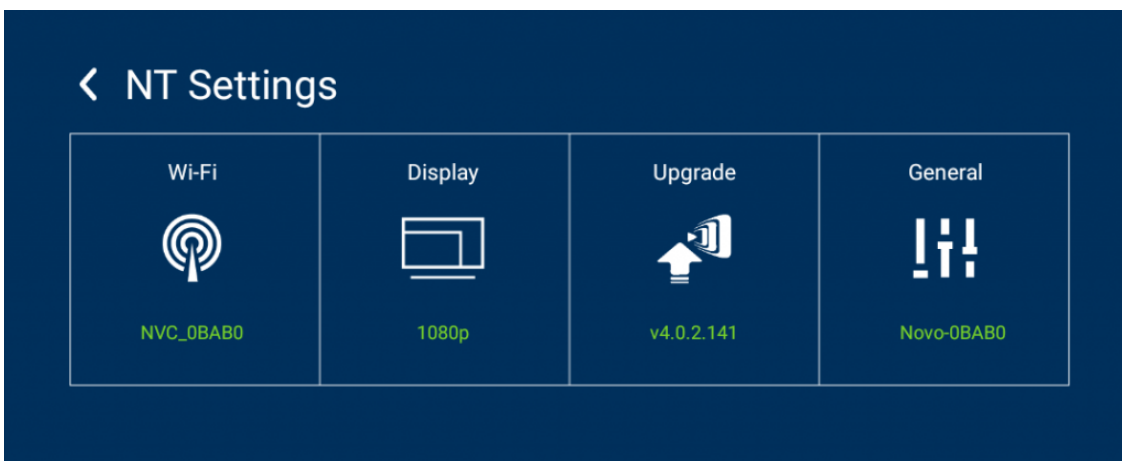 NT Settings
Wi-Fi
NVC_0BAB0
Display
1080p
Upgrade
v4.0.2.141
General
Novo-0BAB0